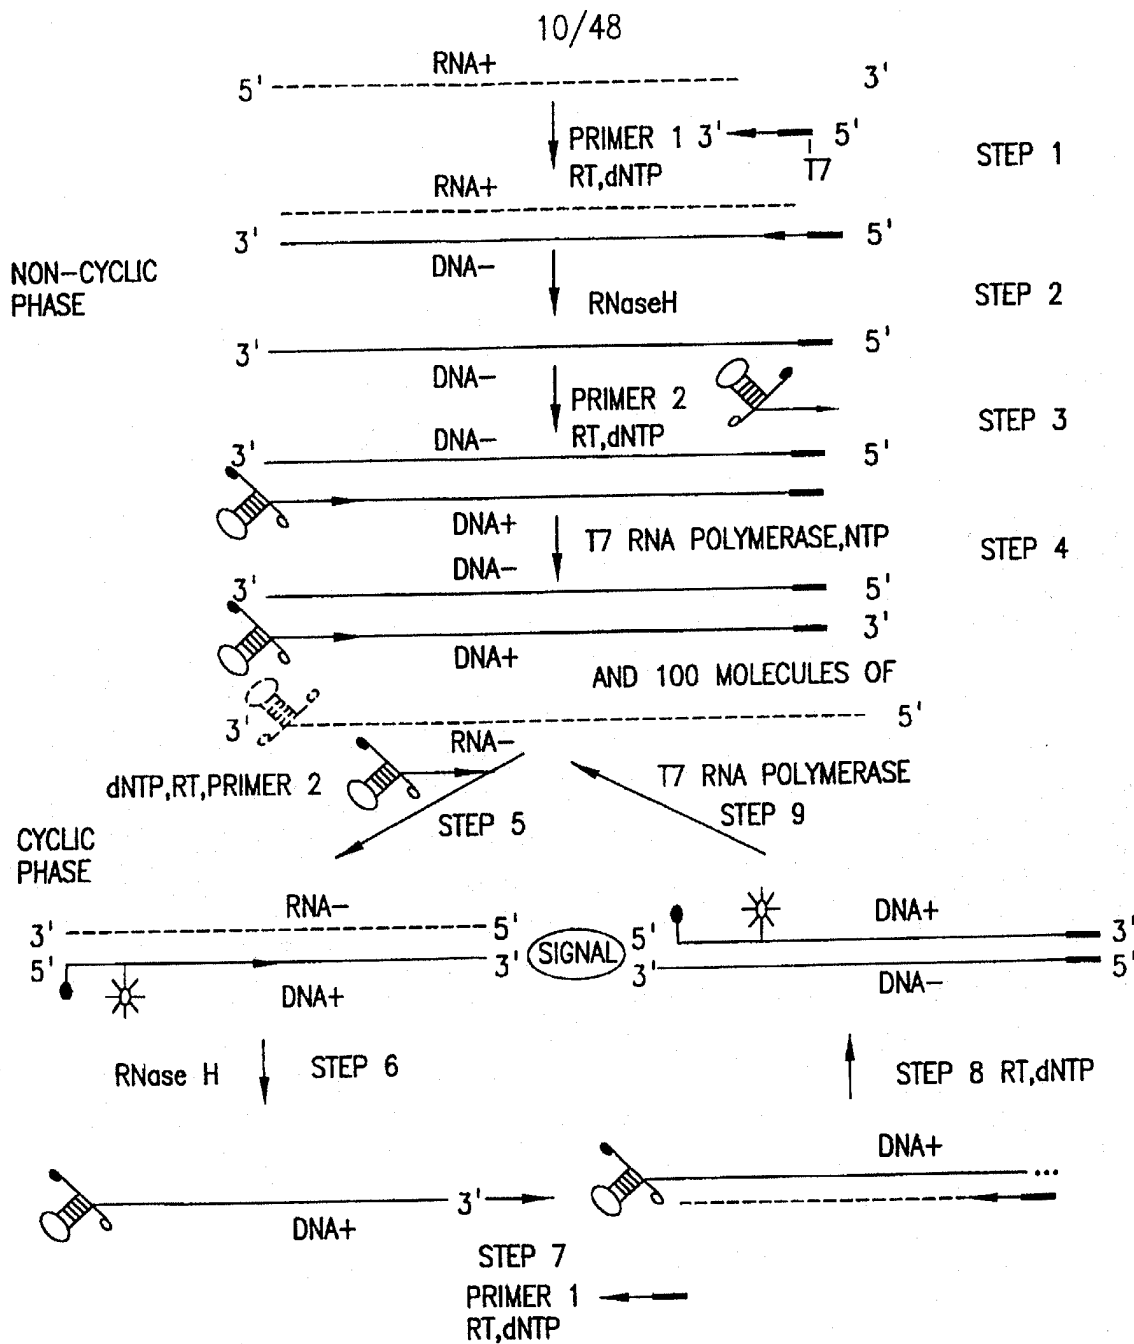 10/48
RNA+
5' 3'
PRIMER 1 3' 5'
RT,dNTP T7
STEP 1
RNA+
3' 5'
DNA-
NON-CYCLIC
PHASE
RNaseH
STEP 2
3' 5'
DNA-
PRIMER 2
RT,dNTP
STEP 3
DNA-
3' 5'
DNA+
T7 RNA POLYMERASE,NTP
STEP 4
DNA-
3' 5'
3'
DNA+
AND 100 MOLECULES OF
3' 5'
RNA-
dNTP,RT,PRIMER 2
STEP 5
T7 RNA POLYMERASE
STEP 9
CYCLIC
PHASE
RNA-
3' 5'
5' 3'
DNA+
SIGNAL
DNA+
5' 3'
3' 5'
DNA-
RNase H
STEP 6
STEP 8 RT,dNTP
DNA+
...
3'
DNA+
STEP 7
PRIMER 1
RT,dNTP